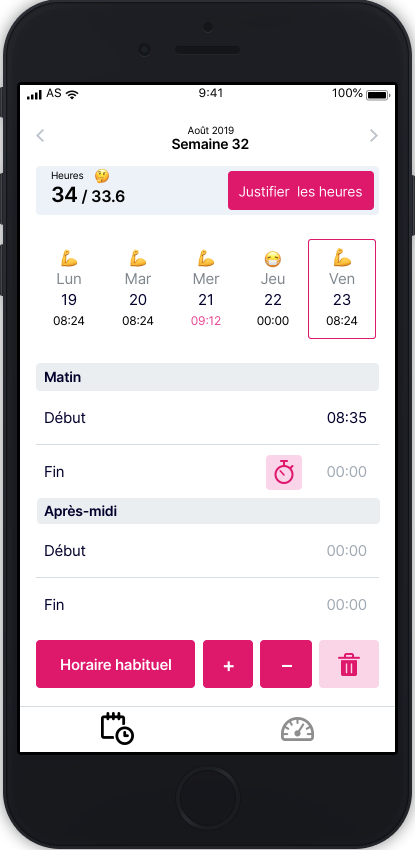 AS 9:41 100%
Août 2019
Semaine 32
Heures 🤔
34 / 33.6
Justifier les heures
Lun Mar Mer Jeu Ven
19 20 21 22 23
08:24 08:24 09:12 00:00 08:24
Matin
Début 08:35
Fin 00:00
Après-midi
Début 00:00
Fin 00:00
Horaire habituel + −